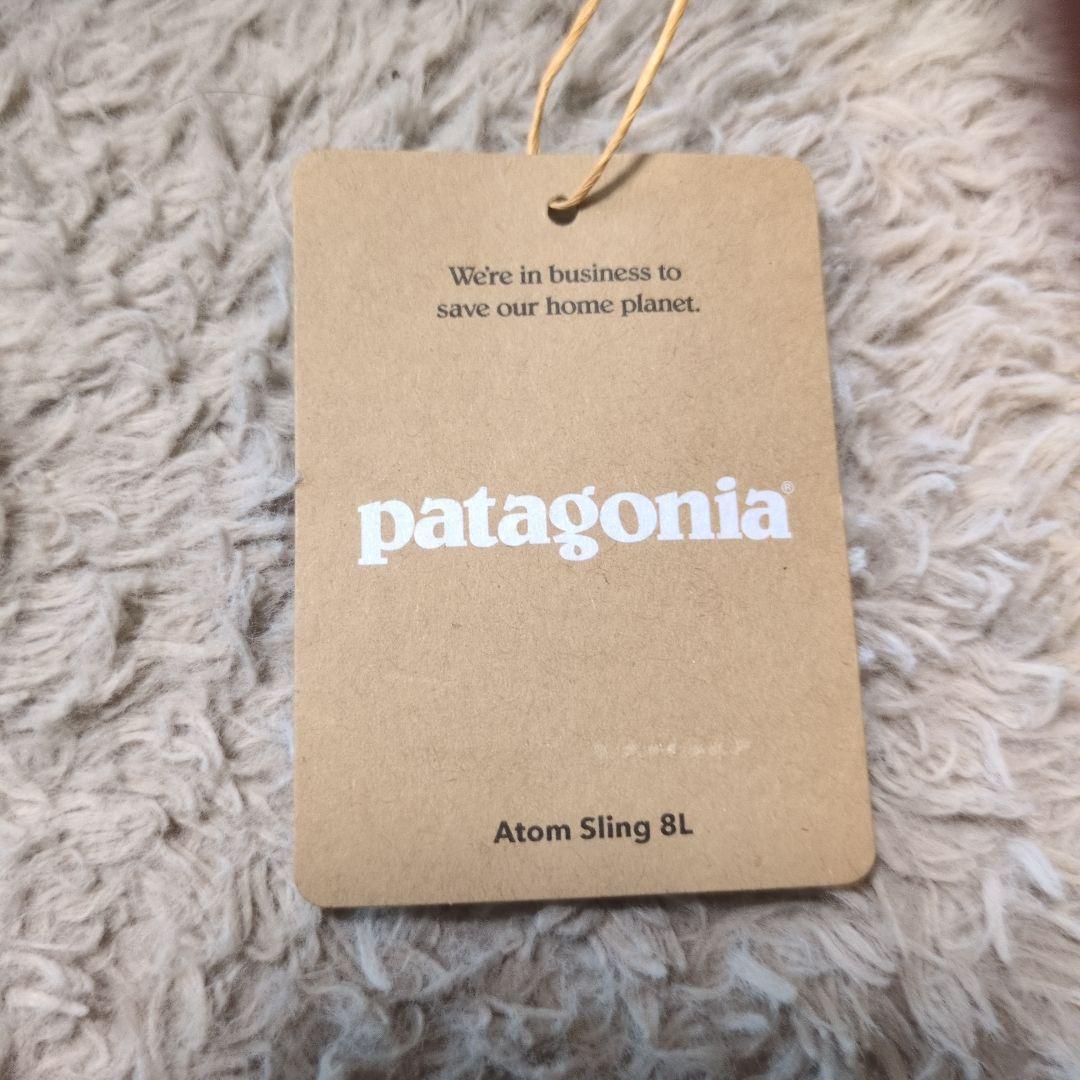 We're in business to
save our home planet.
patagonia®
Atom Sling 8L